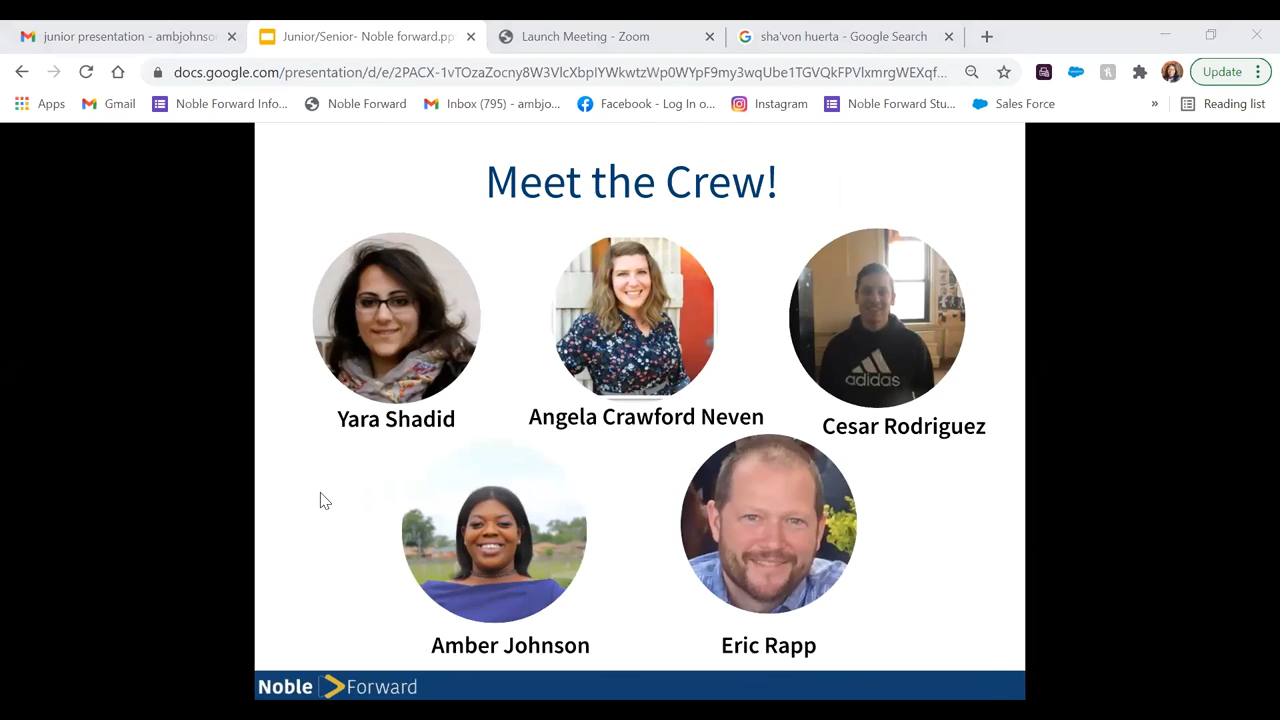 junior presentation - ambjohnso
Junior/Senior- Noble forward.pp
Launch Meeting - Zoom
sha'von huerta - Google Search
docs.google.com/presentation/d/e/2PACX-1vTOzaZocny8W3VlcXbpIYWkwtzWp0WYpF9my3wqUbe1TGVQkFPVlxmrgWEXqf...
Update
Apps
Gmail
Noble Forward Info...
Noble Forward
Inbox (795) - ambjo...
Facebook - Log In o...
Instagram
Noble Forward Stu...
Sales Force
»
Reading list
Meet the Crew!
adidas
Yara Shadid
Angela Crawford Neven
Cesar Rodriguez
Amber Johnson
Eric Rapp
Noble Forward